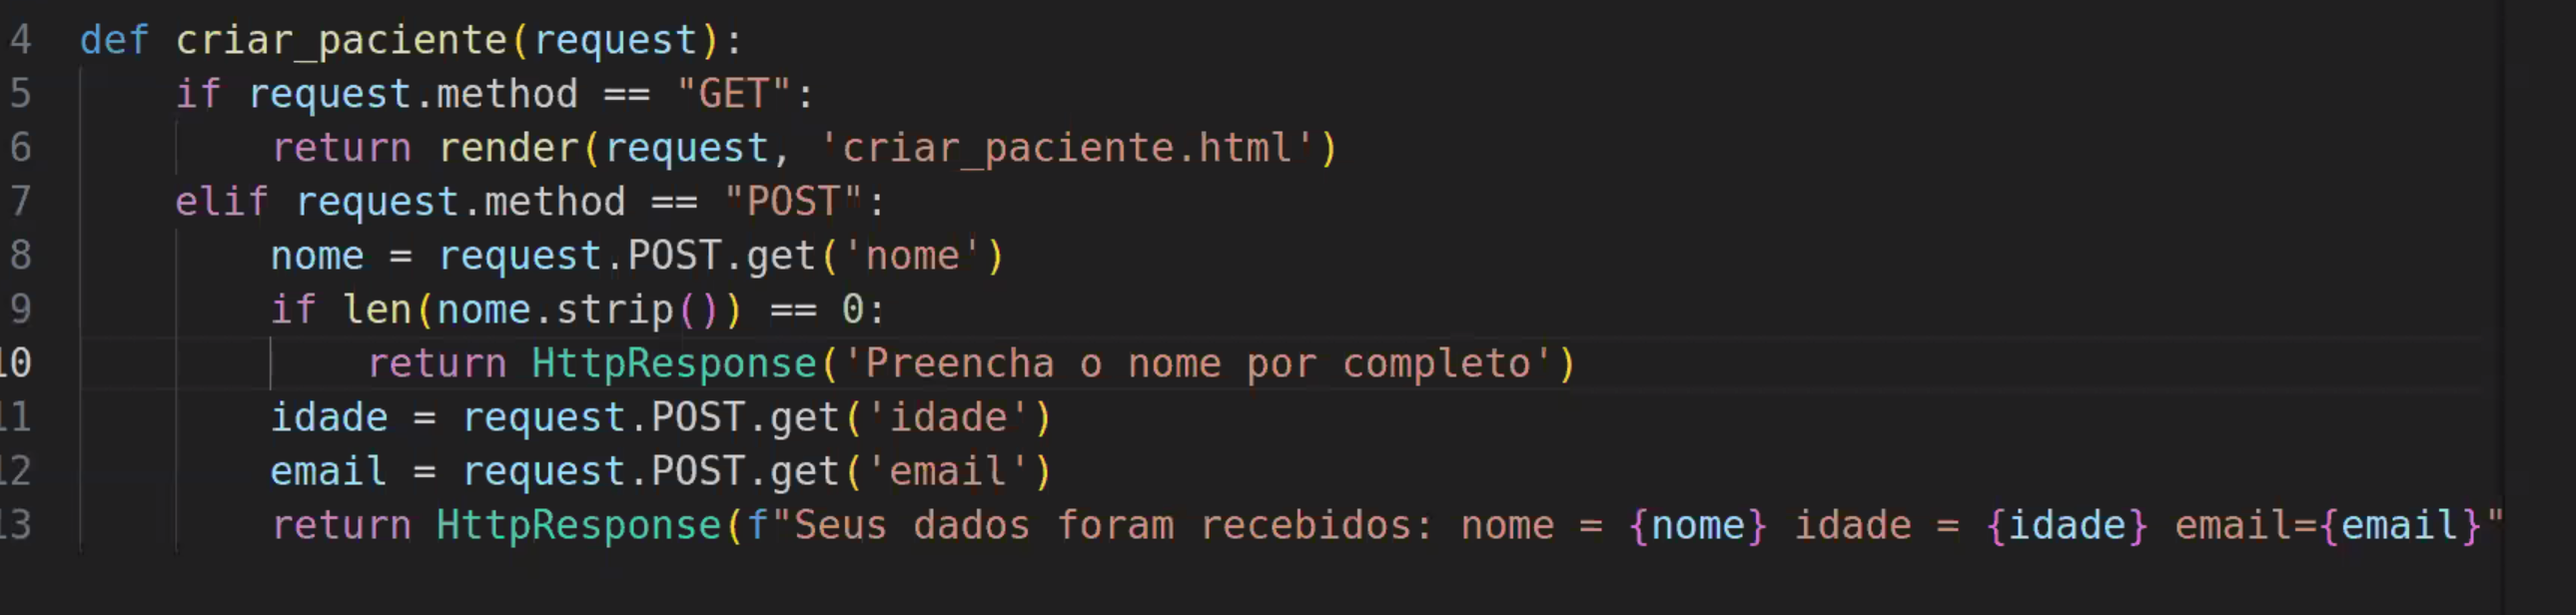 4 def criar_paciente(request):
5     if request.method == "GET":
6         return render(request, 'criar_paciente.html')
7     elif request.method == "POST":
8         nome = request.POST.get('nome')
9         if len(nome.strip()) == 0:
10             return HttpResponse('Preencha o nome por completo')
11         idade = request.POST.get('idade')
12         email = request.POST.get('email')
13         return HttpResponse(f"Seus dados foram recebidos: nome = {nome} idade = {idade} email={email}"